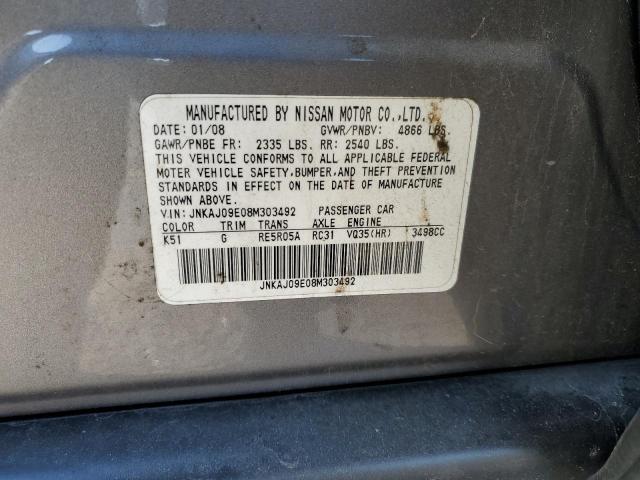 MANUFACTURED BY NISSAN MOTOR CO.,LTD.
DATE: 01/08 GVWR/PNBV: 4866 LBS.
GAWR/PNBE FR: 2335 LBS. RR: 2540 LBS.
THIS VEHICLE CONFORMS TO ALL APPLICABLE FEDERAL
MOTOR VEHICLE SAFETY, BUMPER, AND THEFT PREVENTION
STANDARDS IN EFFECT ON THE DATE OF MANUFACTURE
SHOWN ABOVE.
V.I.N: JNKAJ09E08M303492 PASSENGER CAR
COLOR TRIM TRANS AXLE ENGINE
K51 G RE5R05A RC31 VQ35(HR) 3498CC
JNKAJ09E08M303492